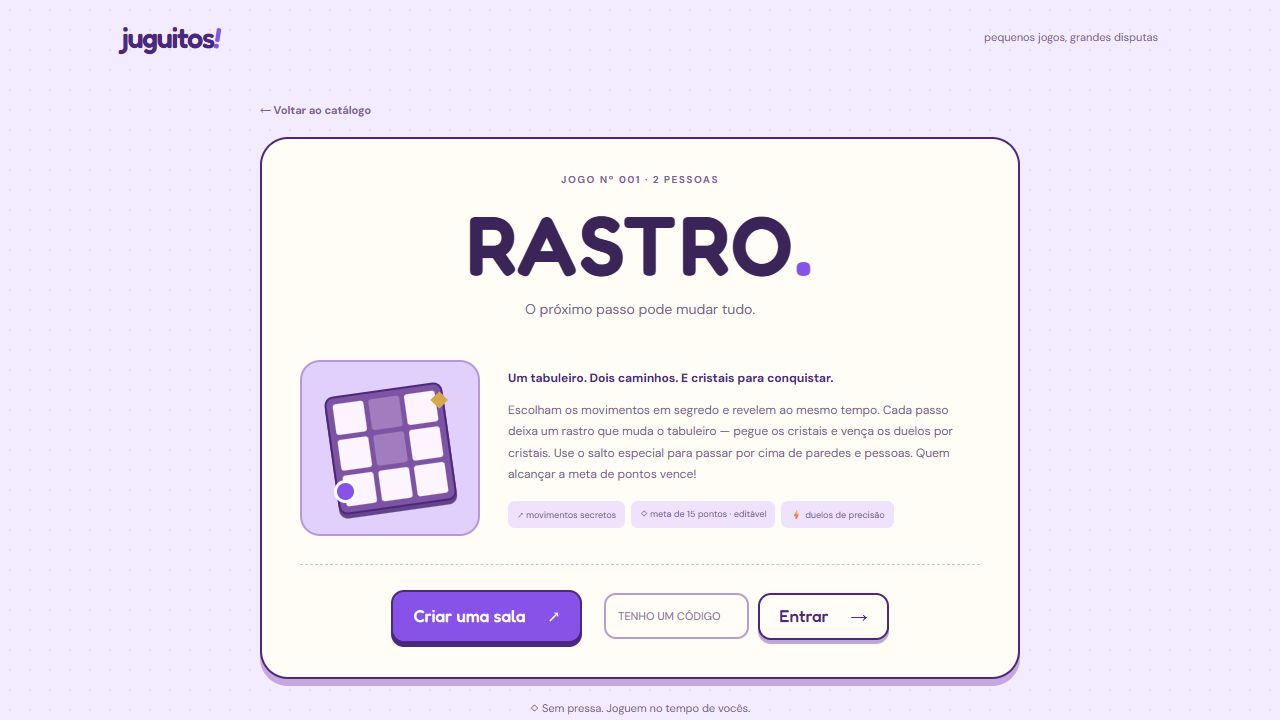 juguitos!
pequenos jogos, grandes disputas
← Voltar ao catálogo
JOGO Nº 001 · 2 PESSOAS
RASTRO.
O próximo passo pode mudar tudo.
Um tabuleiro. Dois caminhos. E cristais para conquistar.
Escolham os movimentos em segredo e revelem ao mesmo tempo. Cada passo
deixa um rastro que muda o tabuleiro — pegue os cristais e vença os duelos por
cristais. Use o salto especial para passar por cima de paredes e pessoas. Quem
alcançar a meta de pontos vence!
↗ movimentos secretos
◇ meta de 15 pontos · editável
duelos de precisão
Criar uma sala ↗
TENHO UM CÓDIGO
Entrar →
◇ Sem pressa. Joguem no tempo de vocês.